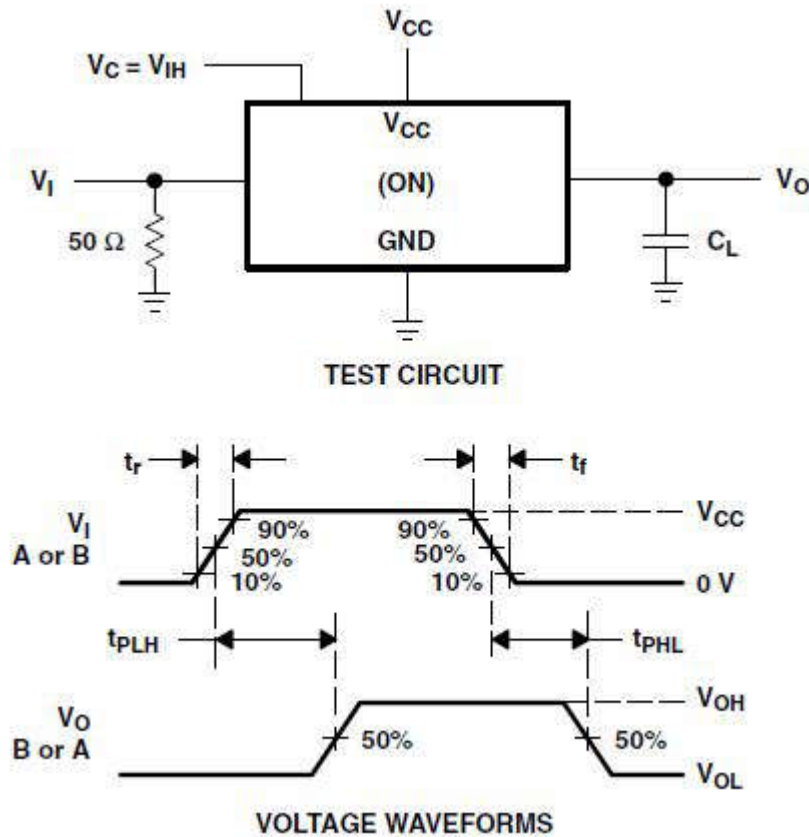 VCC
VC = VIH
VCC
VI
(ON)
VO
50 Ω
GND
CL
TEST CIRCUIT
tr
tf
VI
A or B
90%
90%
VCC
50%
50%
10%
10%
0 V
tPLH
tPHL
VO
B or A
VOH
50%
50%
VOL
VOLTAGE WAVEFORMS